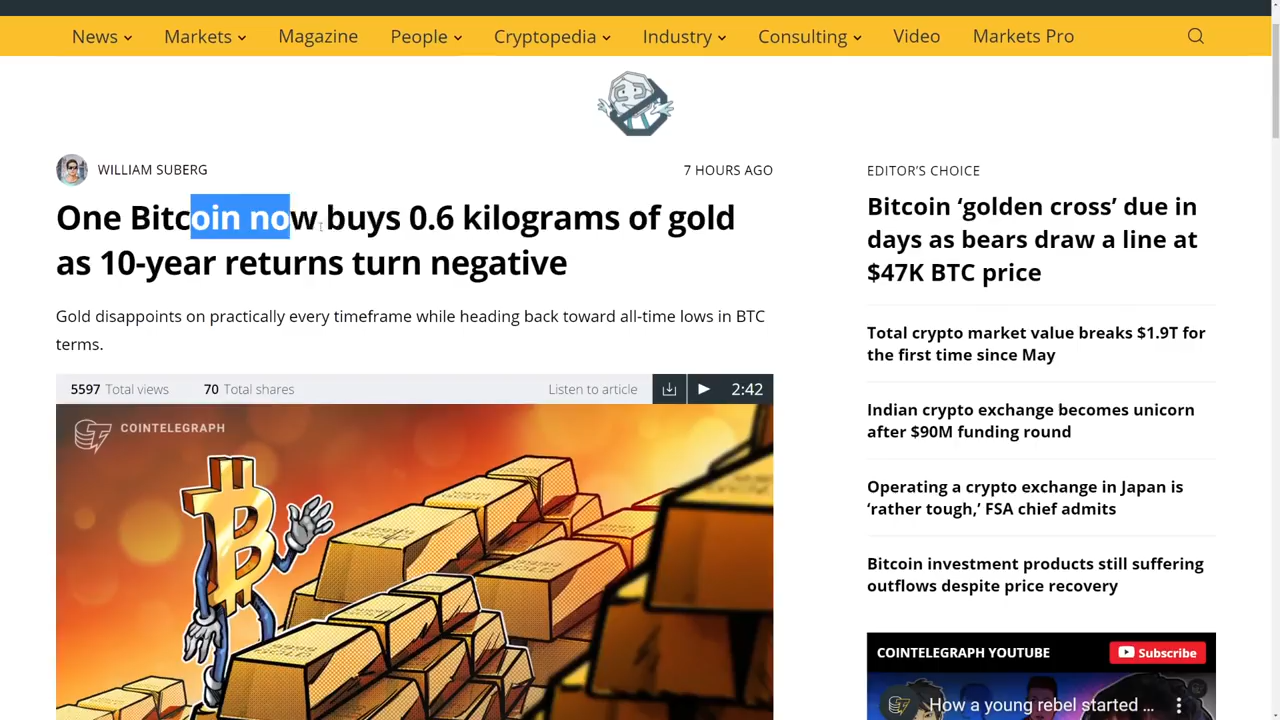 News
Markets
Magazine
People
Cryptopedia
Industry
Consulting
Video
Markets Pro
WILLIAM SUBERG
7 HOURS AGO
One Bitcoin now buys 0.6 kilograms of gold
as 10-year returns turn negative
Gold disappoints on practically every timeframe while heading back toward all-time lows in BTC
terms.
5597 Total views
70 Total shares
Listen to article
2:42
COINTELEGRAPH
EDITOR'S CHOICE
Bitcoin ‘golden cross’ due in
days as bears draw a line at
$47K BTC price
Total crypto market value breaks $1.9T for
the first time since May
Indian crypto exchange becomes unicorn
after $90M funding round
Operating a crypto exchange in Japan is
‘rather tough,’ FSA chief admits
Bitcoin investment products still suffering
outflows despite price recovery
COINTELEGRAPH YOUTUBE
Subscribe
How a young rebel started ...